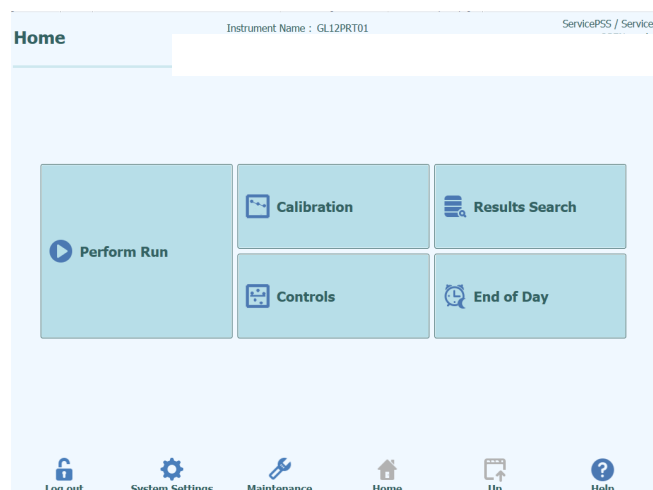 Home
Instrument Name : GL12PRT01
ServicePSS / Service
Perform Run
Calibration
Results Search
Controls
End of Day
Log out
System Settings
Maintenance
Home
Up
Help